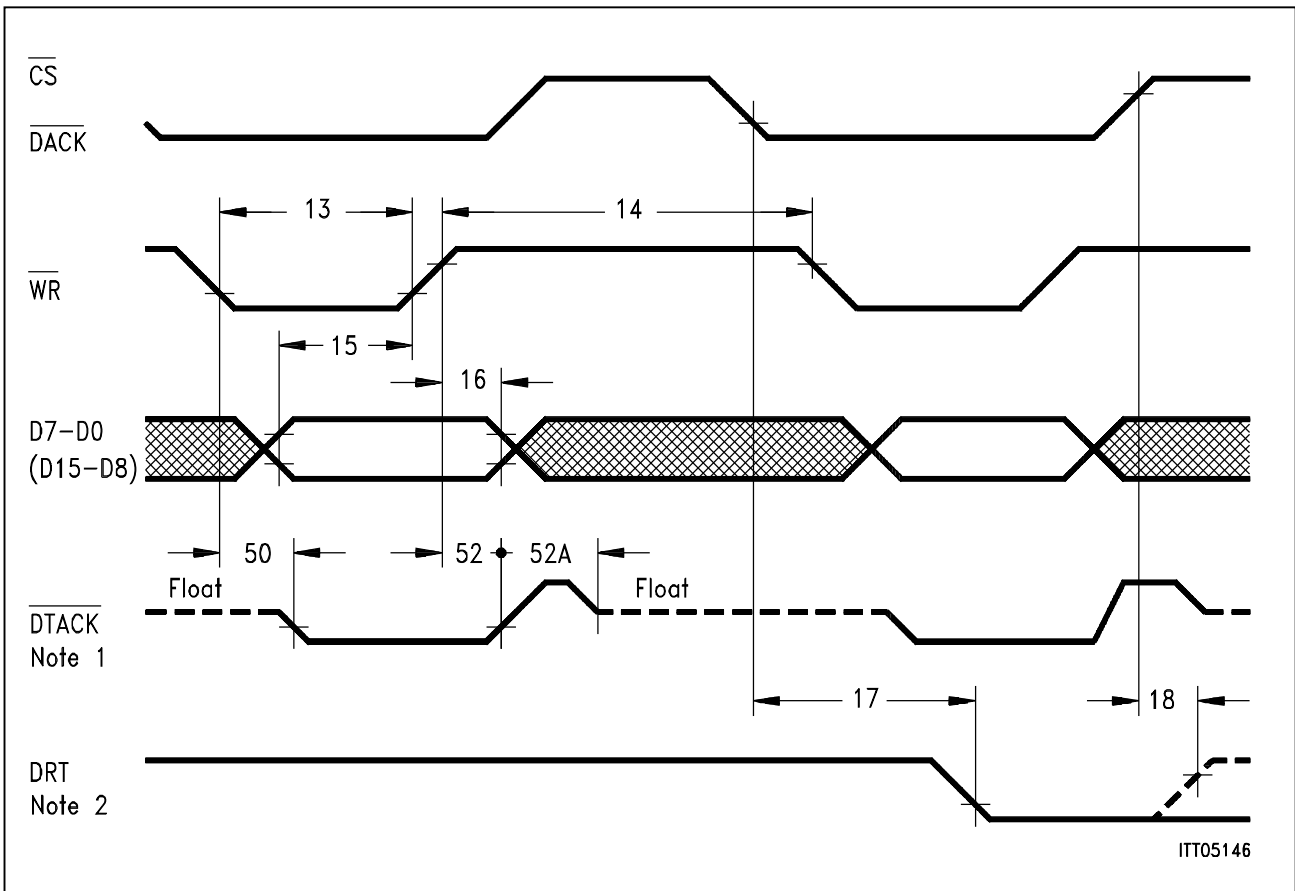 CS
DACK
13
14
WR
15
16
D7-D0
(D15-D8)
50
52
52A
Float
Float
DTACK
Note 1
17
18
DRT
Note 2
ITT05146